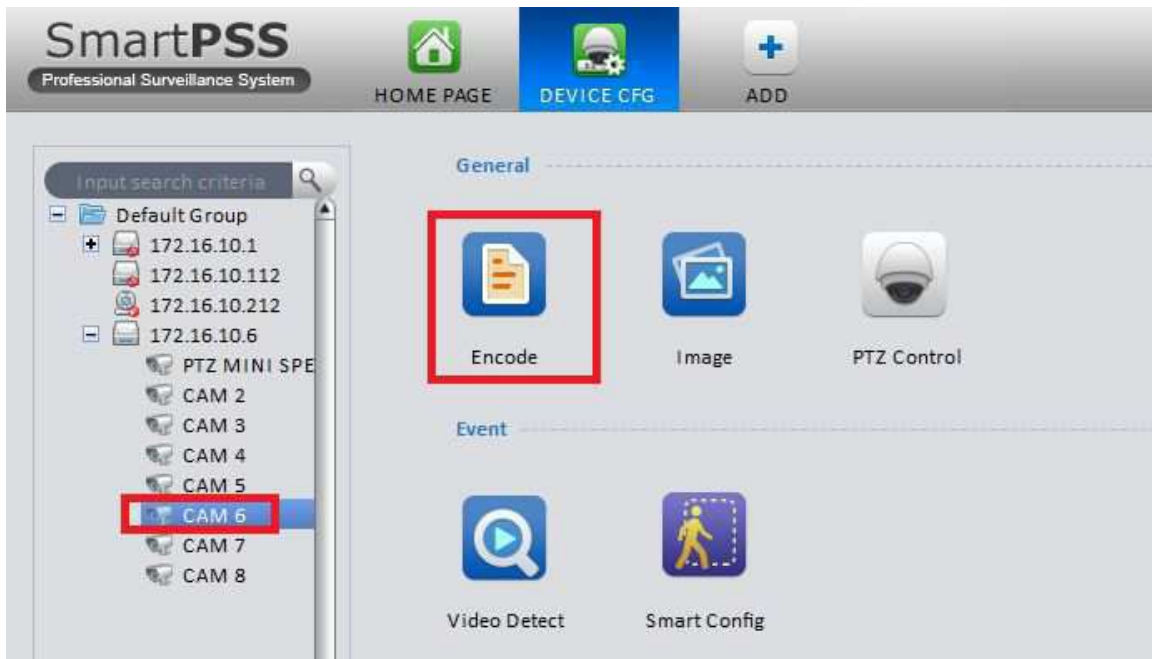 SmartPSS
Professional Surveillance System
HOME PAGE
DEVICE CFG
ADD
Input search criteria
Default Group
172.16.10.1
172.16.10.112
172.16.10.212
172.16.10.6
PTZ MINI SPE
CAM 2
CAM 3
CAM 4
CAM 5
CAM 6
CAM 7
CAM 8
General
Encode
Image
PTZ Control
Event
Video Detect
Smart Config